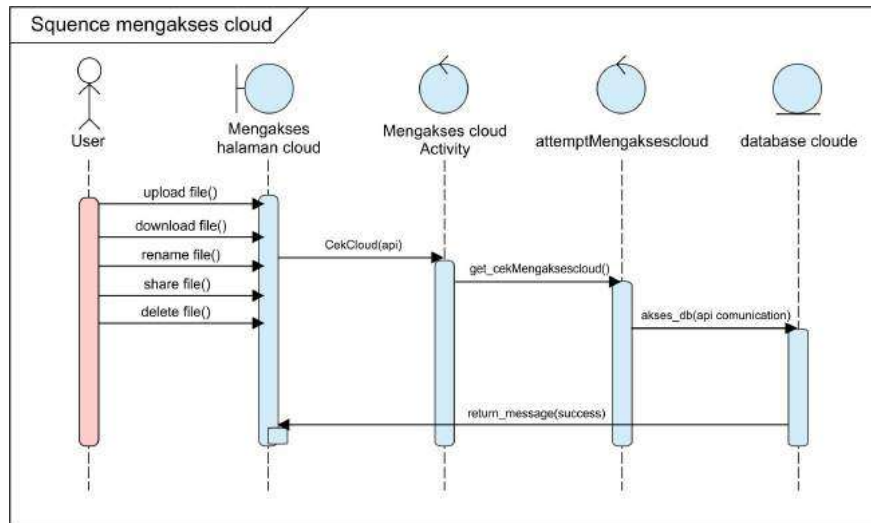 Squence mengakses cloud
User
Mengakses
halaman cloud
Mengakses cloud
Activity
attemptMengaksescloud
database cloude
upload file()
download file()
rename file()
share file()
delete file()
CekCloud(api)
get_cekMengaksescloud()
akses_db(api comunication)
return_message(success)